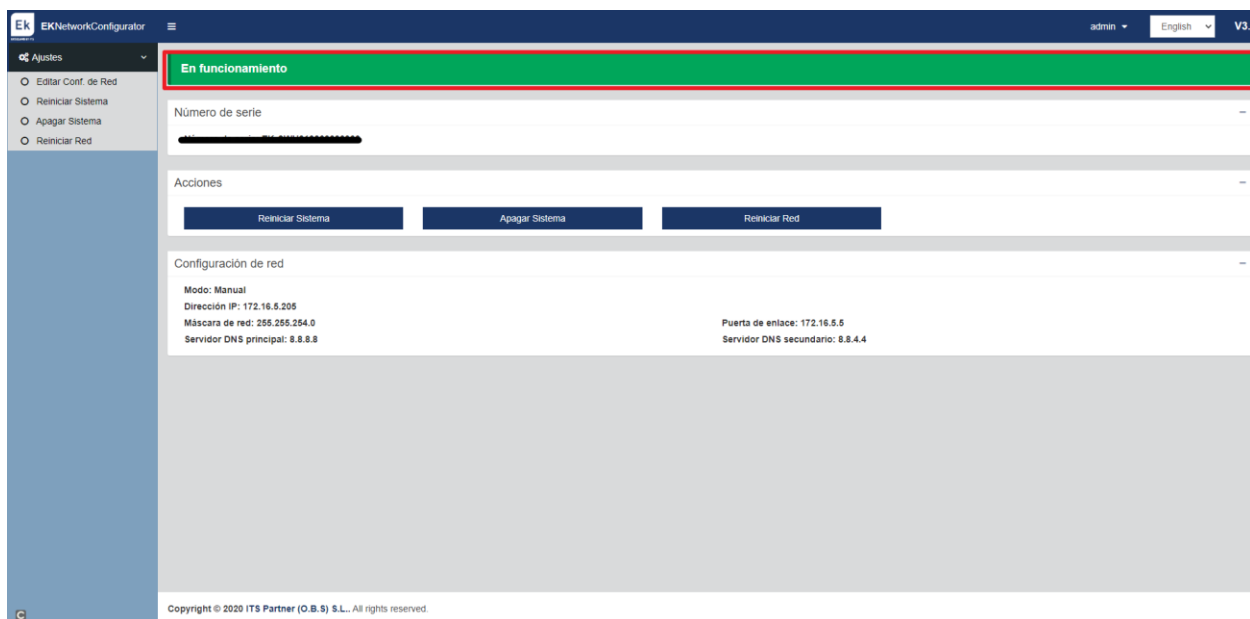 Ek EKNetworkConfigurator admin English V3.
Ajustes
En funcionamiento
Editar Conf. de Red
Reiniciar Sistema
Apagar Sistema
Reiniciar Red
Número de serie
Acciones
Reiniciar Sistema Apagar Sistema Reiniciar Red
Configuración de red
Modo: Manual
Dirección IP: 172.16.5.205
Máscara de red: 255.255.254.0 Puerta de enlace: 172.16.5.5
Servidor DNS principal: 8.8.8.8 Servidor DNS secundario: 8.8.4.4
Copyright © 2020 ITS Partner (O.B.S) S.L.. All rights reserved.